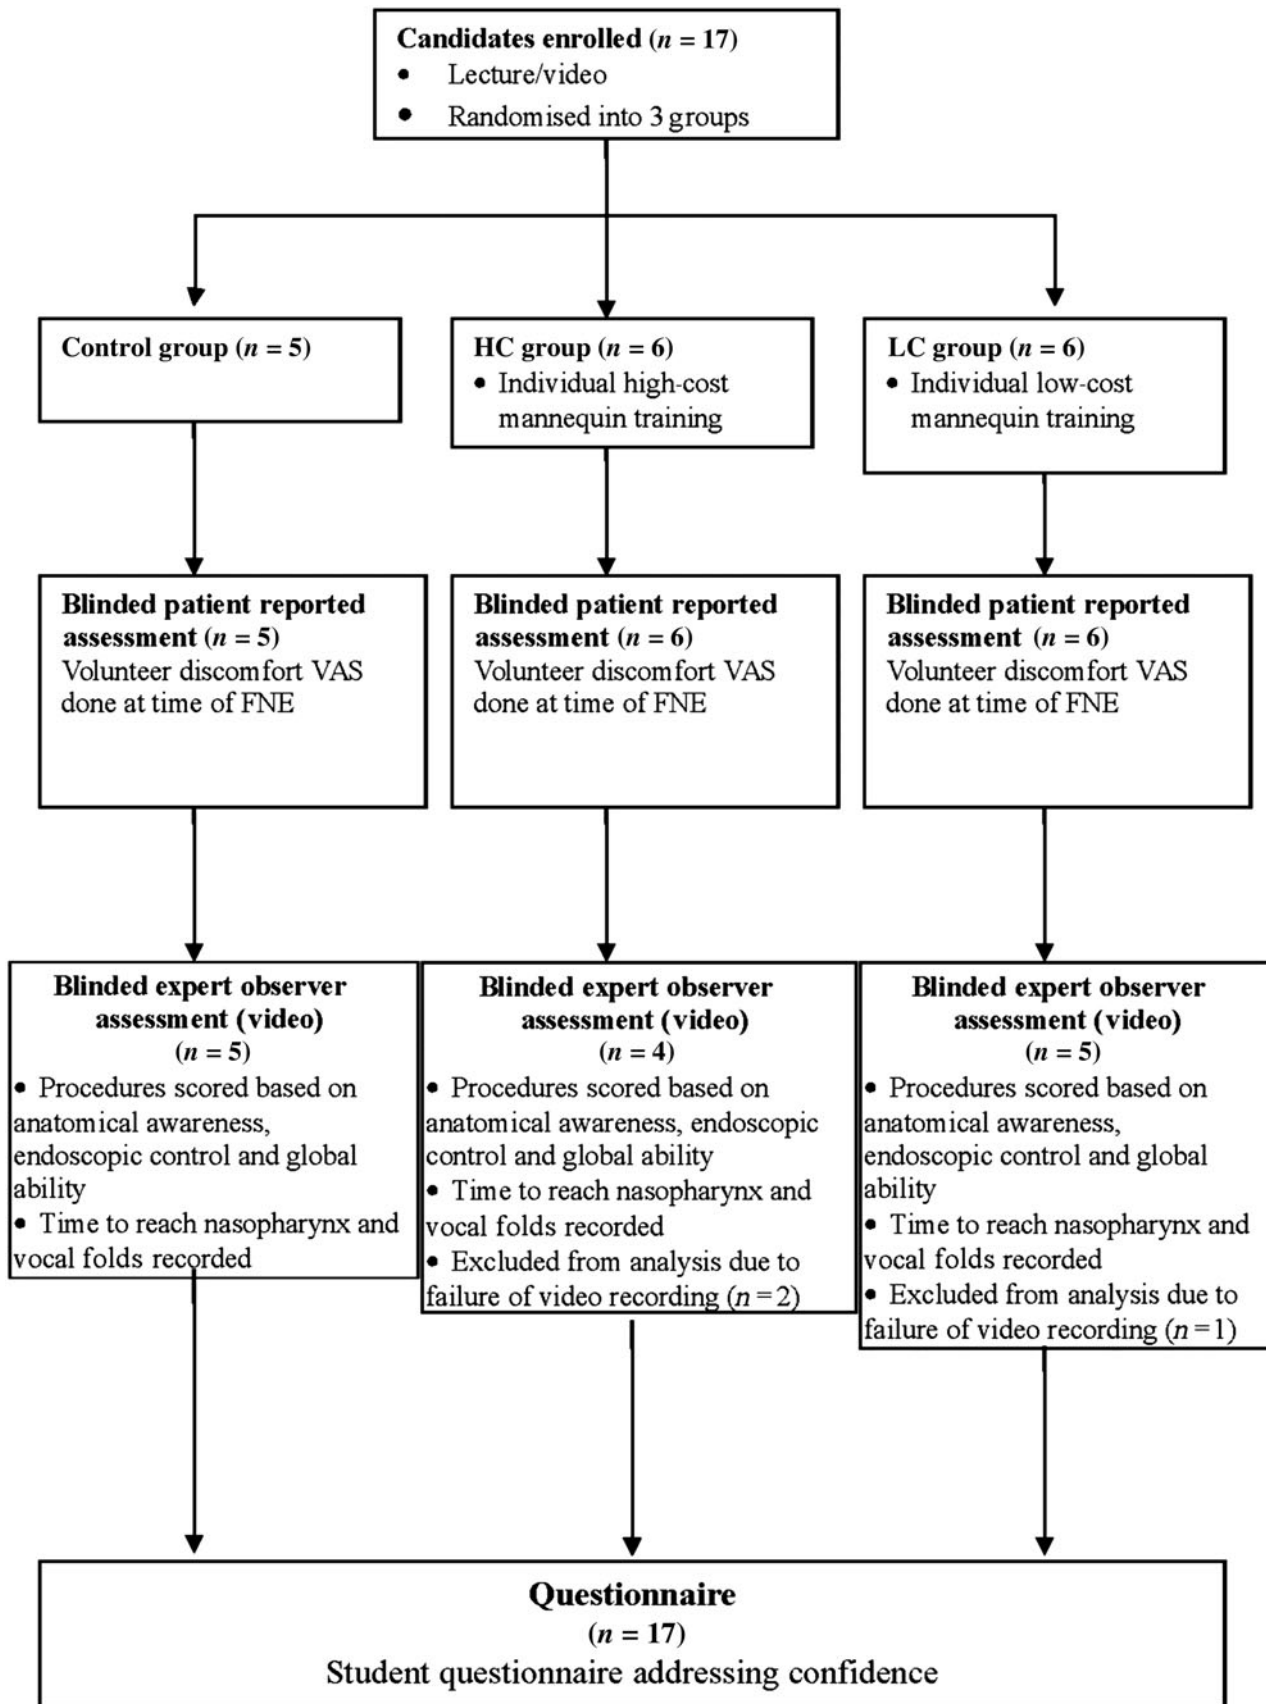 Candidates enrolled (n = 17)
• Lecture/video
• Randomised into 3 groups
Control group (n = 5)
HC group (n = 6)
• Individual high-cost
mannequin training
LC group (n = 6)
• Individual low-cost
mannequin training
Blinded patient reported
assessment (n = 5)
Volunteer discomfort VAS
done at time of FNE
Blinded patient reported
assessment (n = 6)
Volunteer discomfort VAS
done at time of FNE
Blinded patient reported
assessment (n = 6)
Volunteer discomfort VAS
done at time of FNE
Blinded expert observer
assessment (video)
(n = 5)
• Procedures scored based on
anatomical awareness,
endoscopic control and global
ability
• Time to reach nasopharynx and
vocal folds recorded
Blinded expert observer
assessment (video)
(n = 4)
• Procedures scored based on
anatomical awareness, endoscopic
control and global ability
• Time to reach nasopharynx and
vocal folds recorded
• Excluded from analysis due to
failure of video recording (n = 2)
Blinded expert observer
assessment (video)
(n = 5)
• Procedures scored based on
anatomical awareness,
endoscopic control and global
ability
• Time to reach nasopharynx and
vocal folds recorded
• Excluded from analysis due to
failure of video recording (n = 1)
Questionnaire
(n = 17)
Student questionnaire addressing confidence